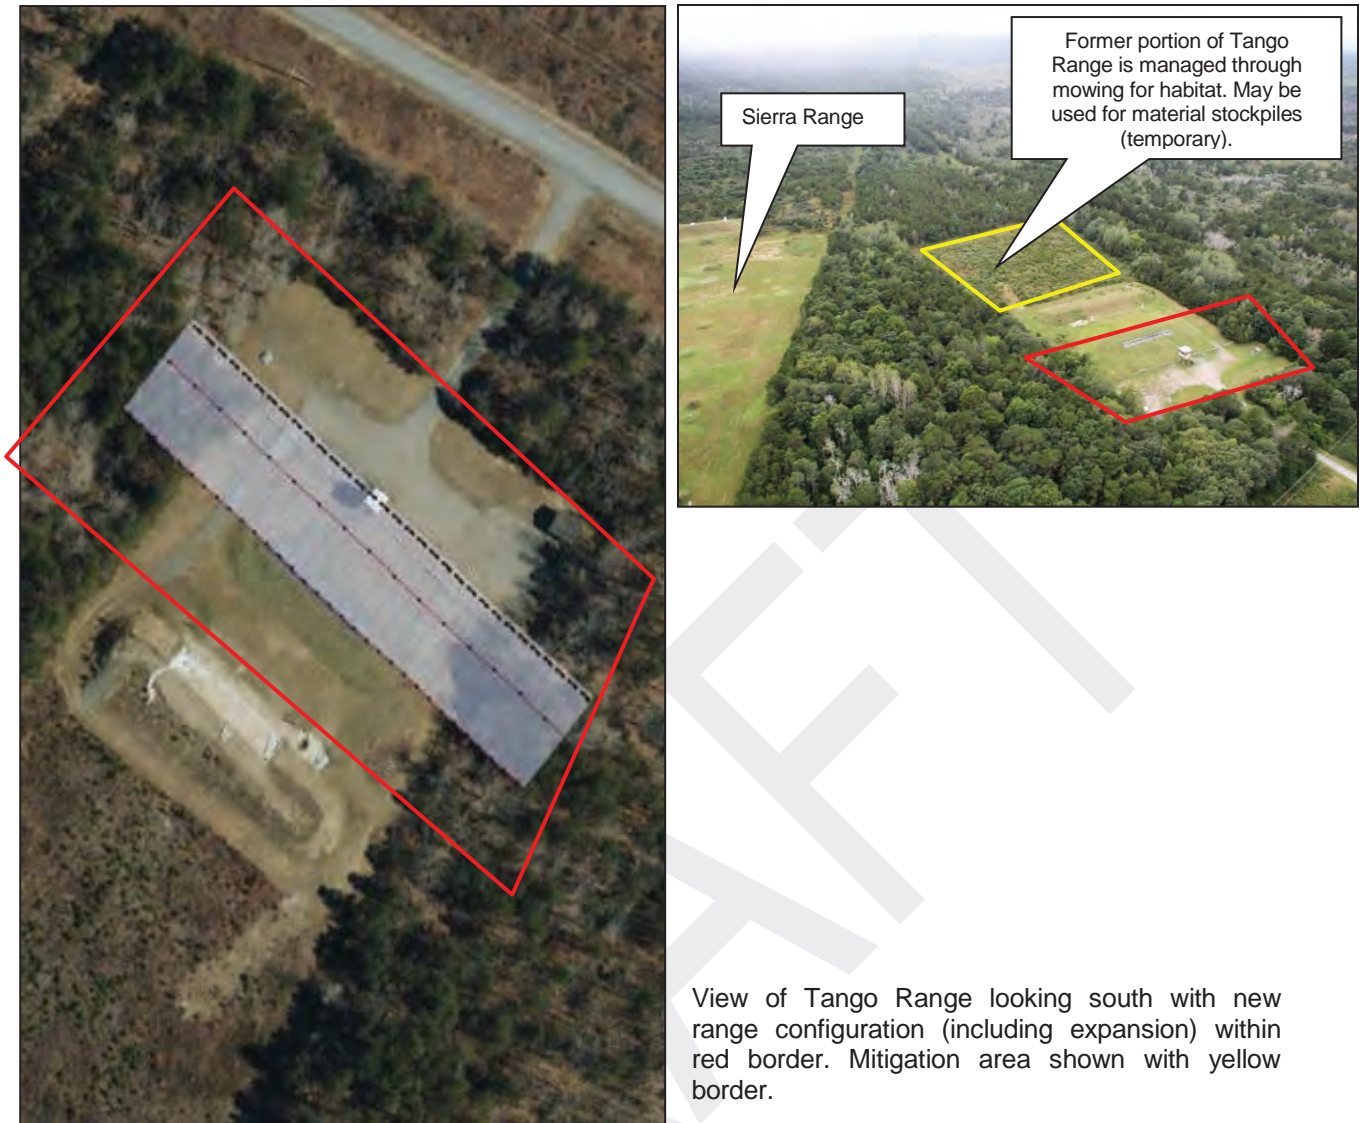 Sierra Range
Former portion of Tango
Range is managed through
mowing for habitat. May be
used for material stockpiles
(temporary).
View of Tango Range looking south with new
range configuration (including expansion) within
red border. Mitigation area shown with yellow
border.